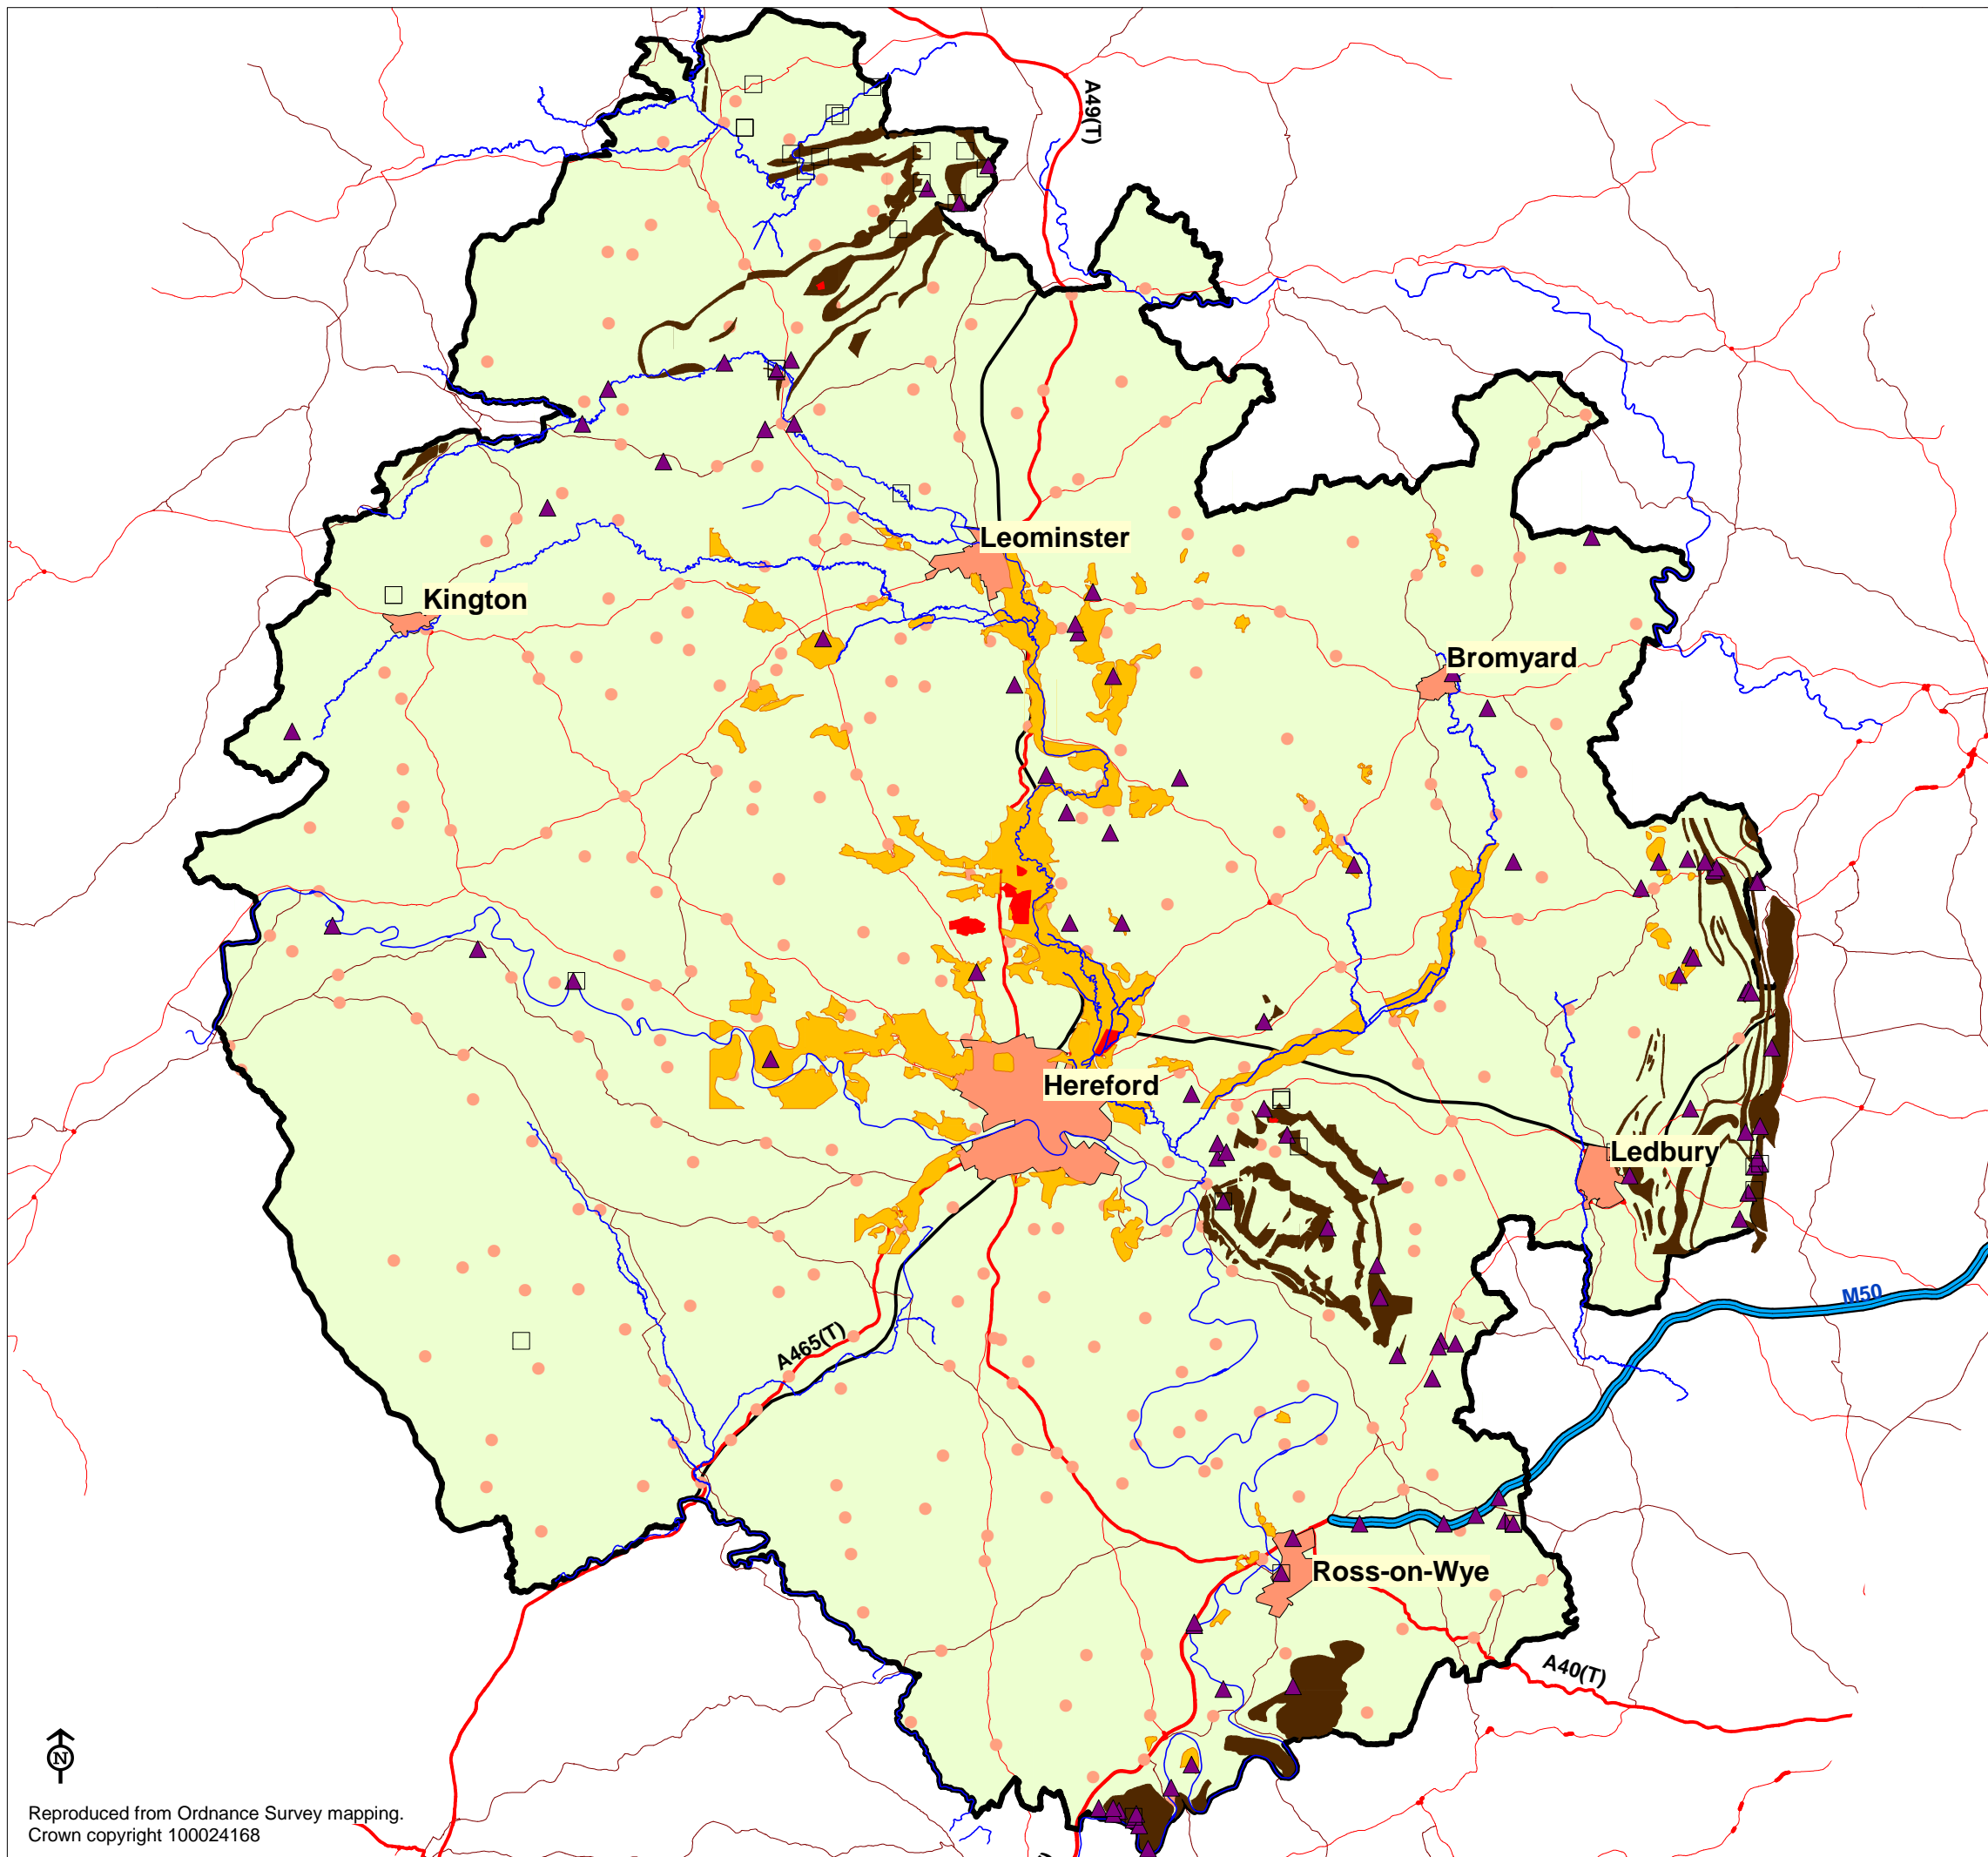 A49(T)
Leominster
Kington
Bromyard
Hereford
Ledbury
M50
A465(T)
Ross-on-Wye
A40(T)
N
Reproduced from Ordnance Survey mapping.
Crown copyright 100024168